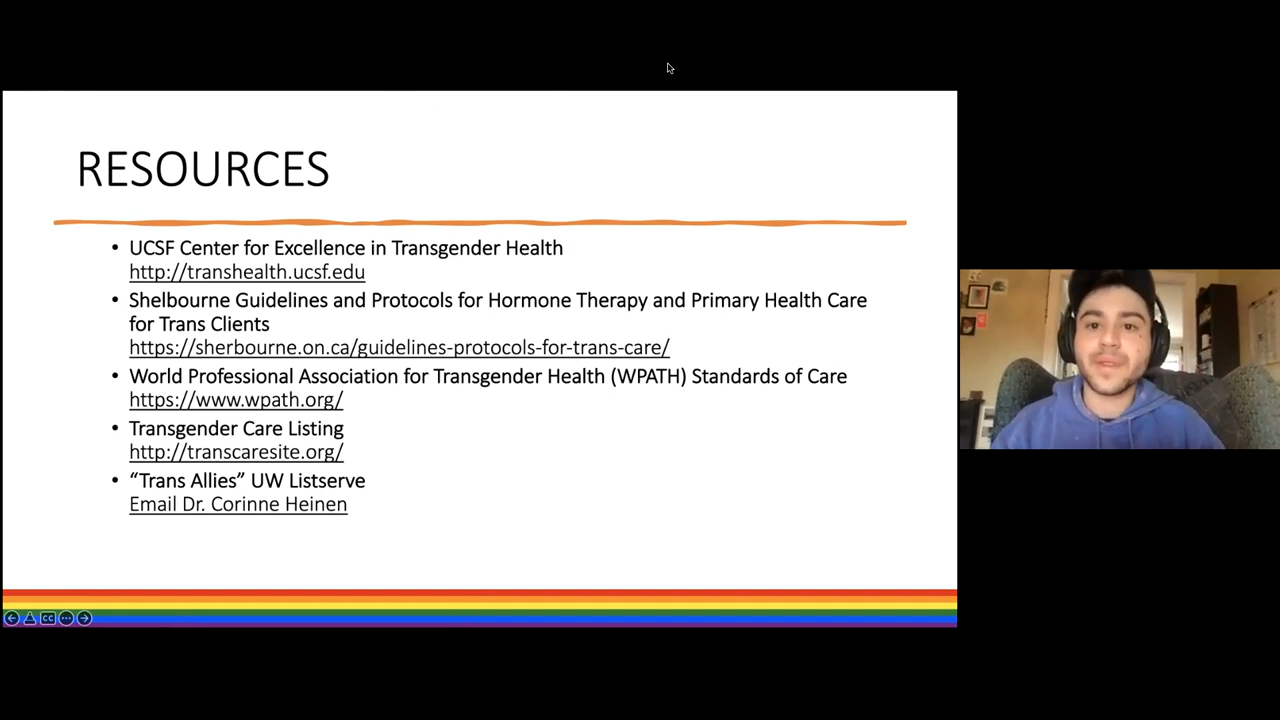 RESOURCES
• UCSF Center for Excellence in Transgender Health
http://transhealth.ucsf.edu
• Shelbourne Guidelines and Protocols for Hormone Therapy and Primary Health Care
for Trans Clients
https://sherbourne.on.ca/guidelines-protocols-for-trans-care/
• World Professional Association for Transgender Health (WPATH) Standards of Care
https://www.wpath.org/
• Transgender Care Listing
http://transcaresite.org/
• “Trans Allies” UW Listserve
Email Dr. Corinne Heinen
CC